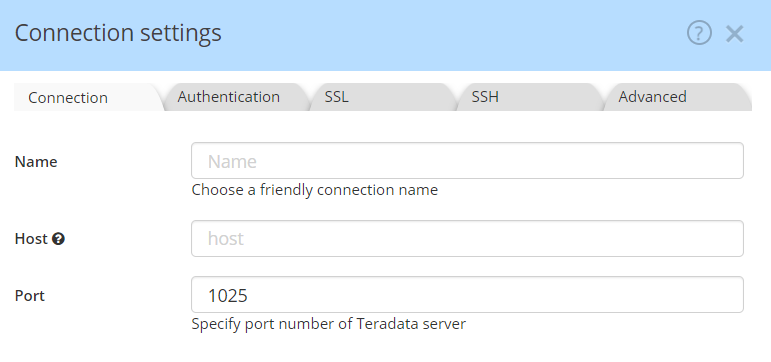 Connection settings
Connection Authentication SSL SSH Advanced
Name Name
Choose a friendly connection name
Host host
Port 1025
Specify port number of Teradata server